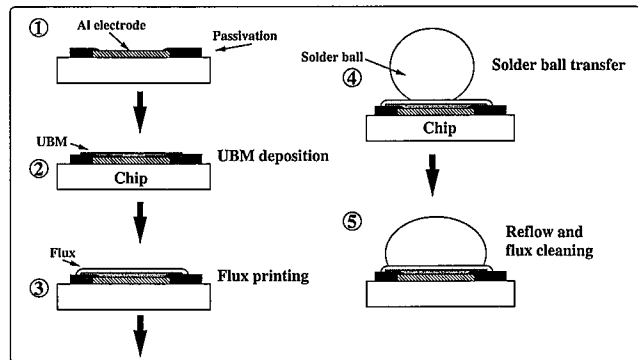 ①
Al electrode
Passivation
UBM
②
UBM deposition
Chip
Flux
③
Flux printing
Solder ball
④
Solder ball transfer
Chip
⑤
Reflow and
flux cleaning